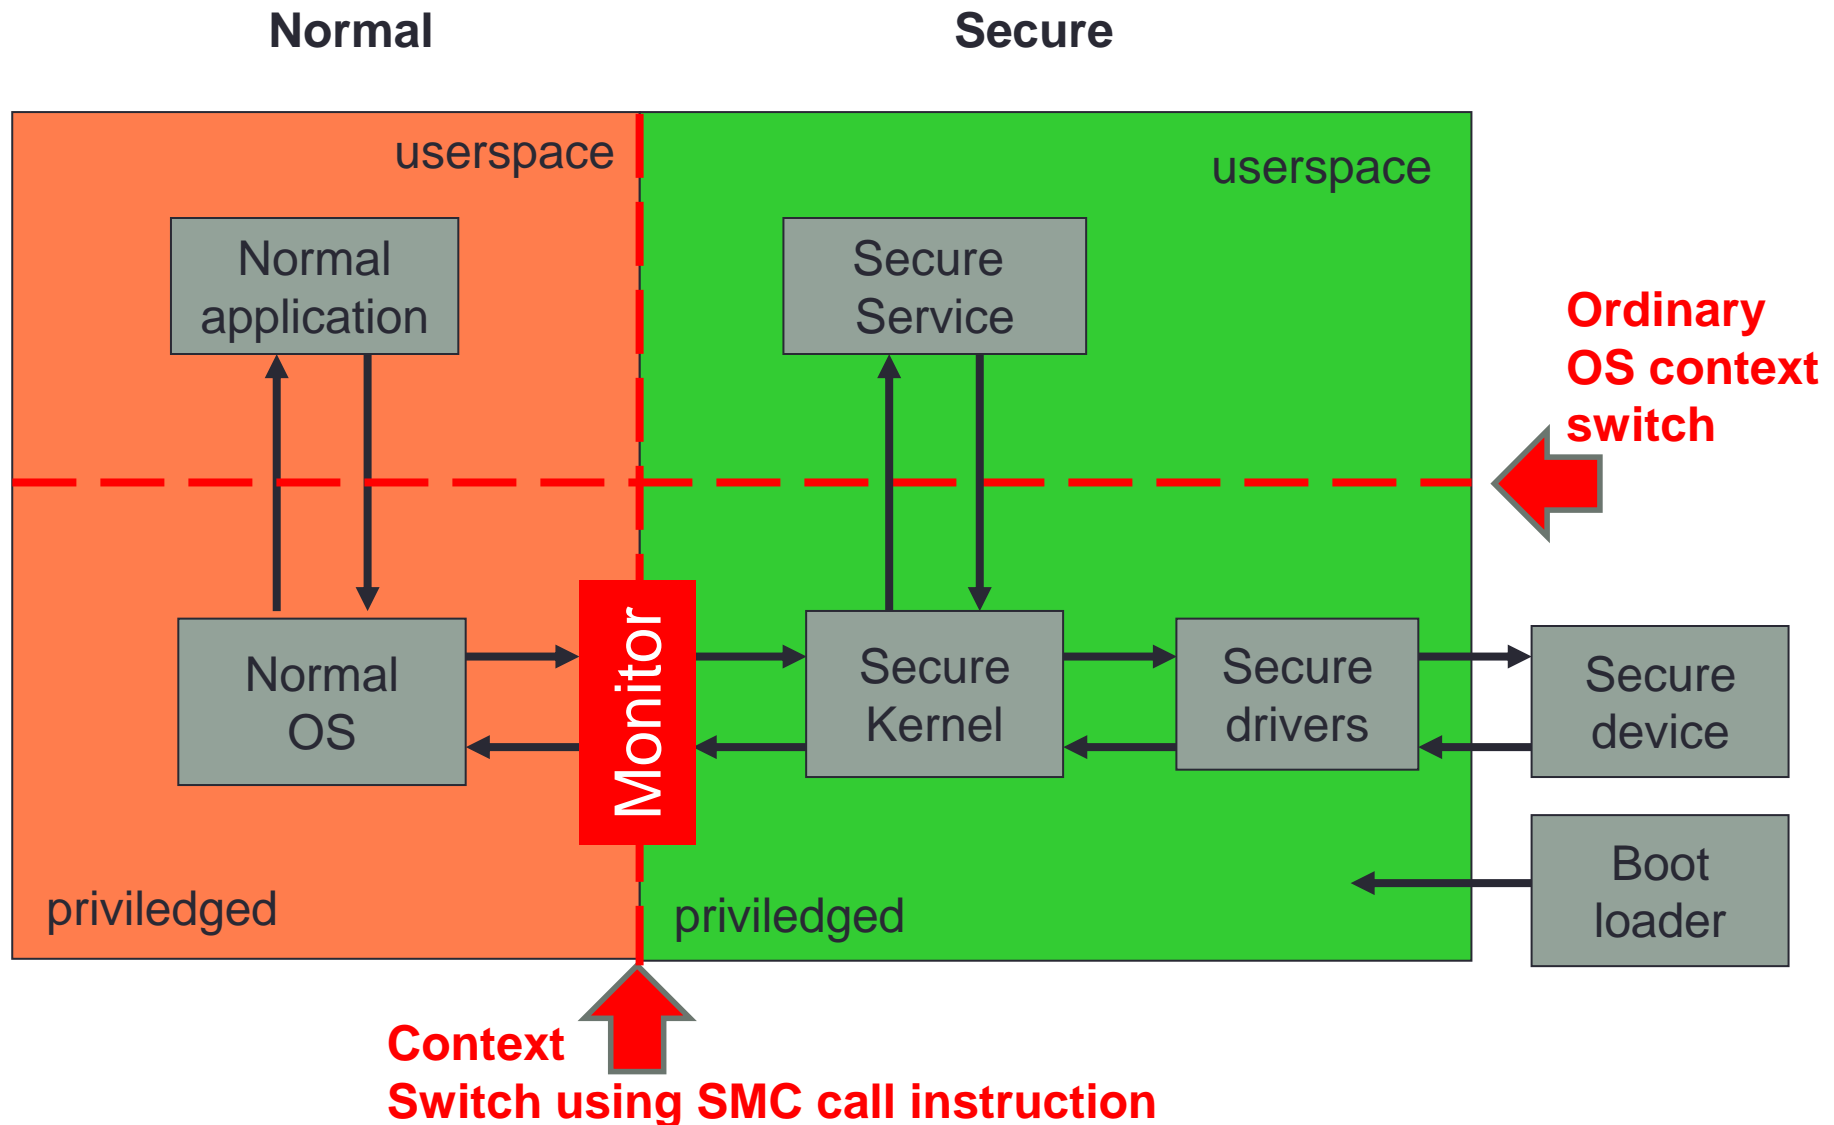 Normal
Secure
userspace
userspace
Normal
application
Secure
Service
Ordinary
OS context
switch
Normal
OS
Monitor
Secure
Kernel
Secure
drivers
Secure
device
Boot
loader
priviledged
priviledged
Context
Switch using SMC call instruction